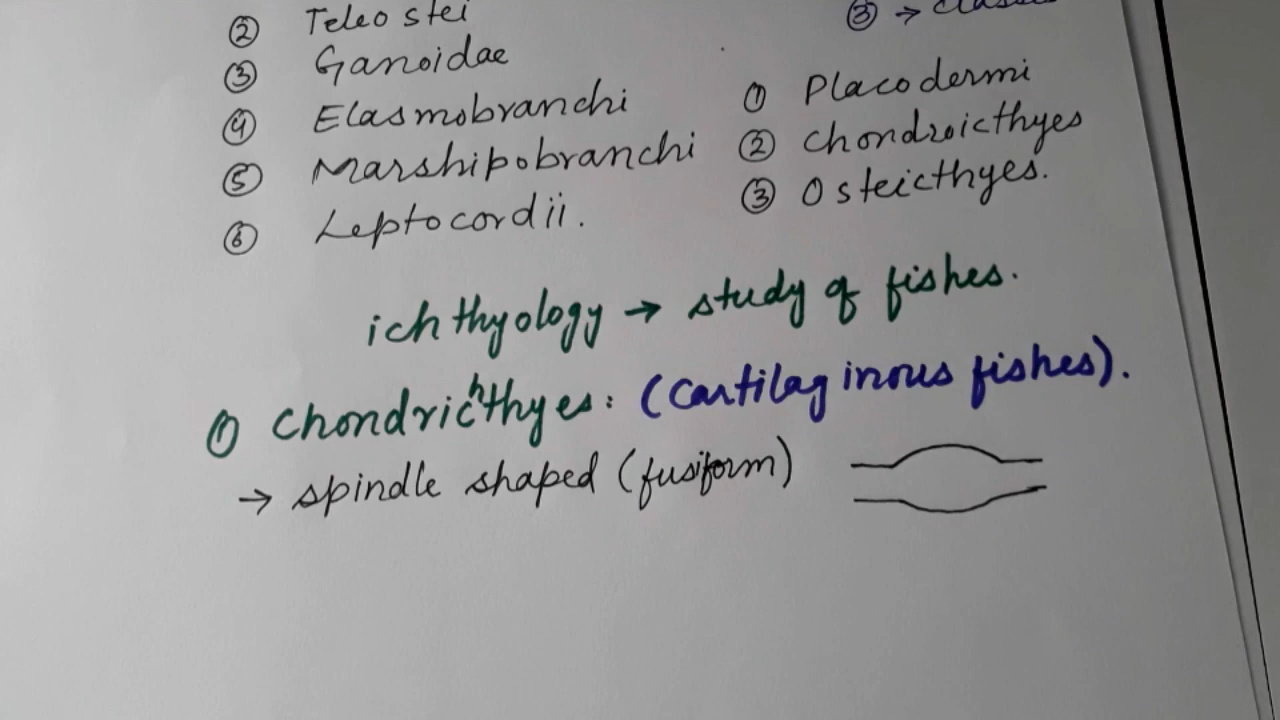 ② Teleostei
③ Ganoidae
④ Elasmobranchi
⑤ Marshipobranchi
⑥ Leptocordii.
③ →
① Placodermi
② Chondroicthyes
③ Osteicthyes.
ichthyology → study of fishes.
① Chondrichthyes: (Cartilaginous fishes).
→ spindle shaped (fusiform)